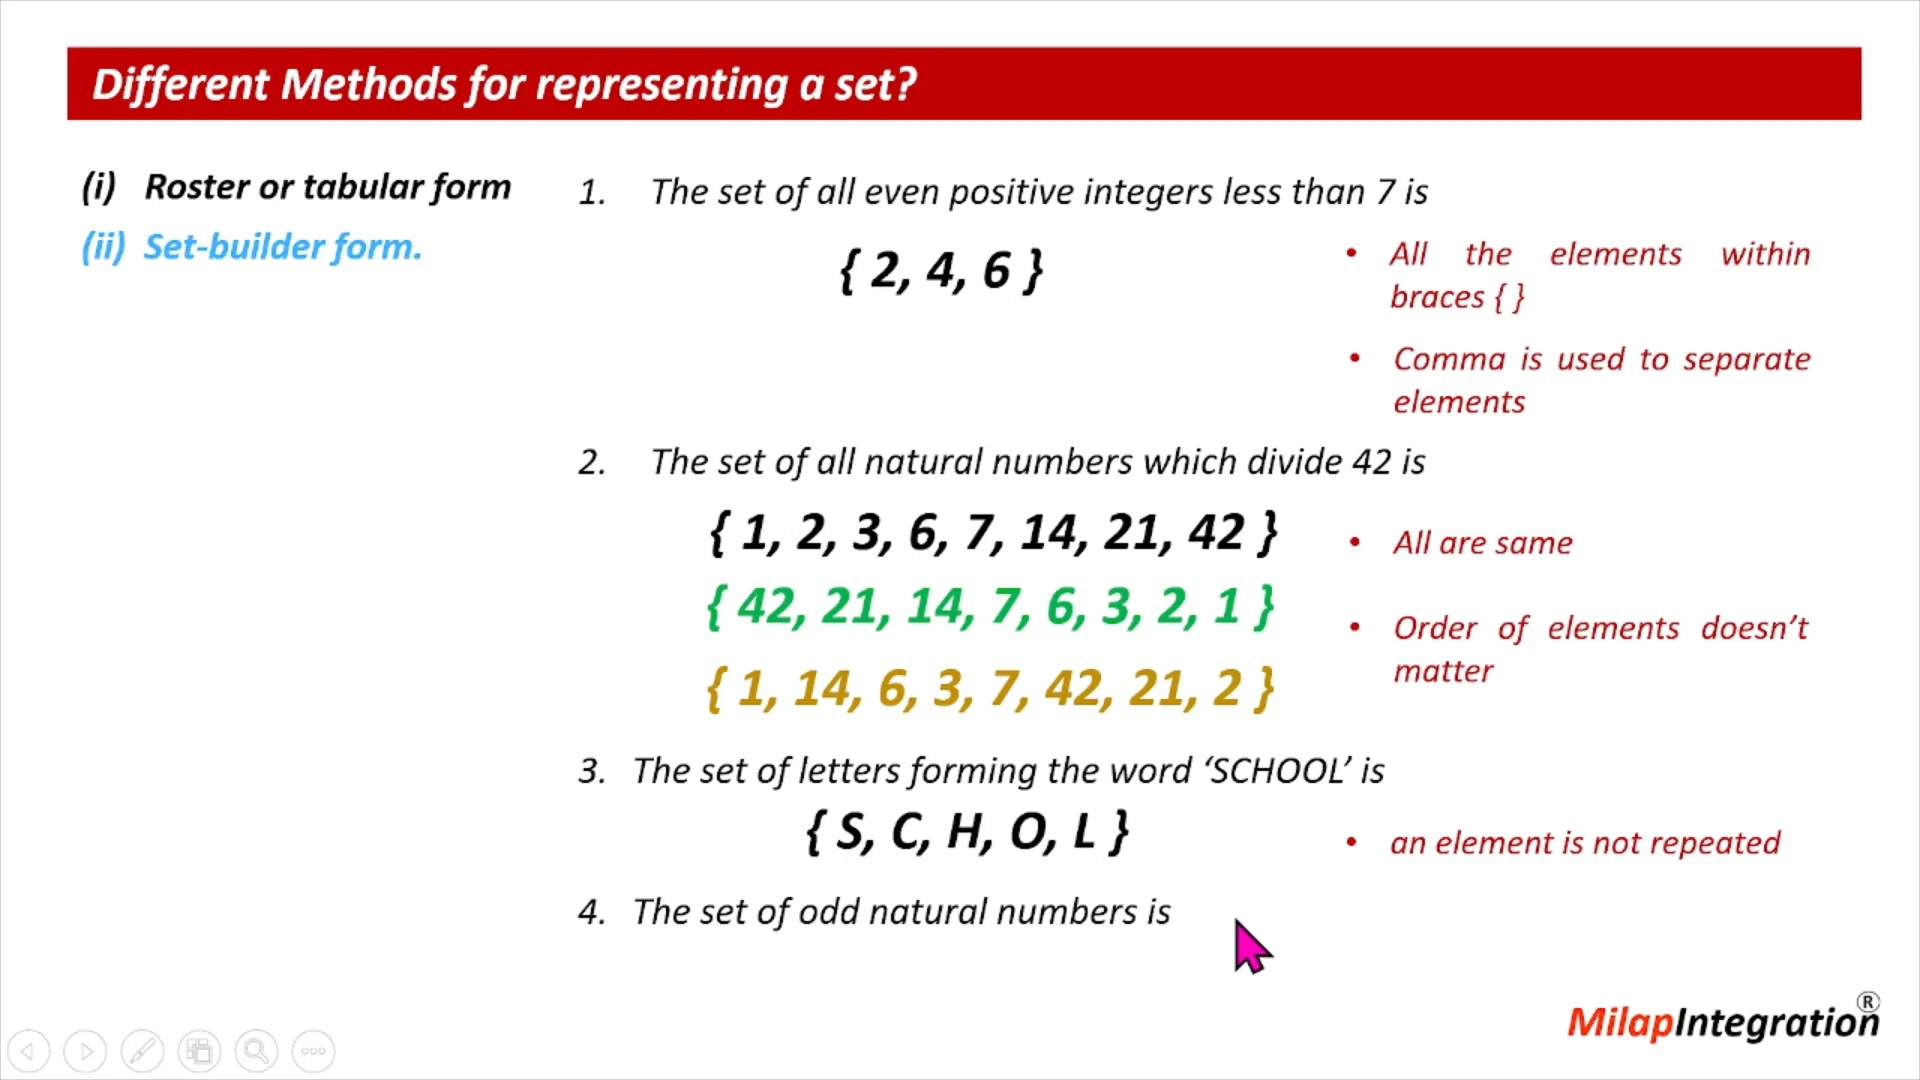 Different Methods for representing a set?
(i) Roster or tabular form
(ii) Set-builder form.
1. The set of all even positive integers less than 7 is
{ 2, 4, 6 }
• All the elements within
braces { }
• Comma is used to separate
elements
2. The set of all natural numbers which divide 42 is
{ 1, 2, 3, 6, 7, 14, 21, 42 }
{ 42, 21, 14, 7, 6, 3, 2, 1 }
{ 1, 14, 6, 3, 7, 42, 21, 2 }
• All are same
• Order of elements doesn’t
matter
3. The set of letters forming the word ‘SCHOOL’ is
{ S, C, H, O, L }
• an element is not repeated
4. The set of odd natural numbers is
MilapIntegration®